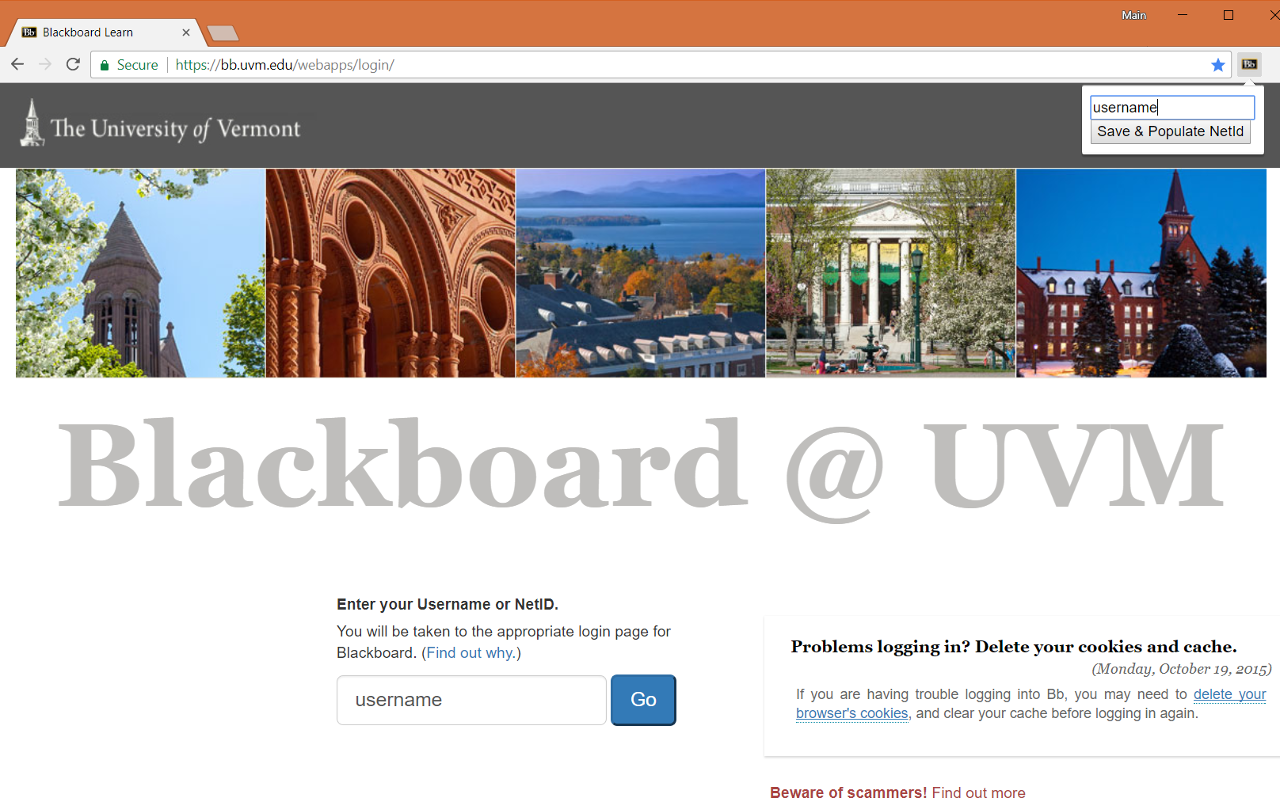 Main
Bb Blackboard Learn
Secure https://bb.uvm.edu/webapps/login/
Bb
username
Save & Populate NetId
The University of Vermont
Blackboard @ UVM
Enter your Username or NetID.
You will be taken to the appropriate login page for
Blackboard. (Find out why.)
username Go
Problems logging in? Delete your cookies and cache.
(Monday, October 19, 2015)
If you are having trouble logging into Bb, you may need to delete your
browser's cookies, and clear your cache before logging in again.
Beware of scammers! Find out more